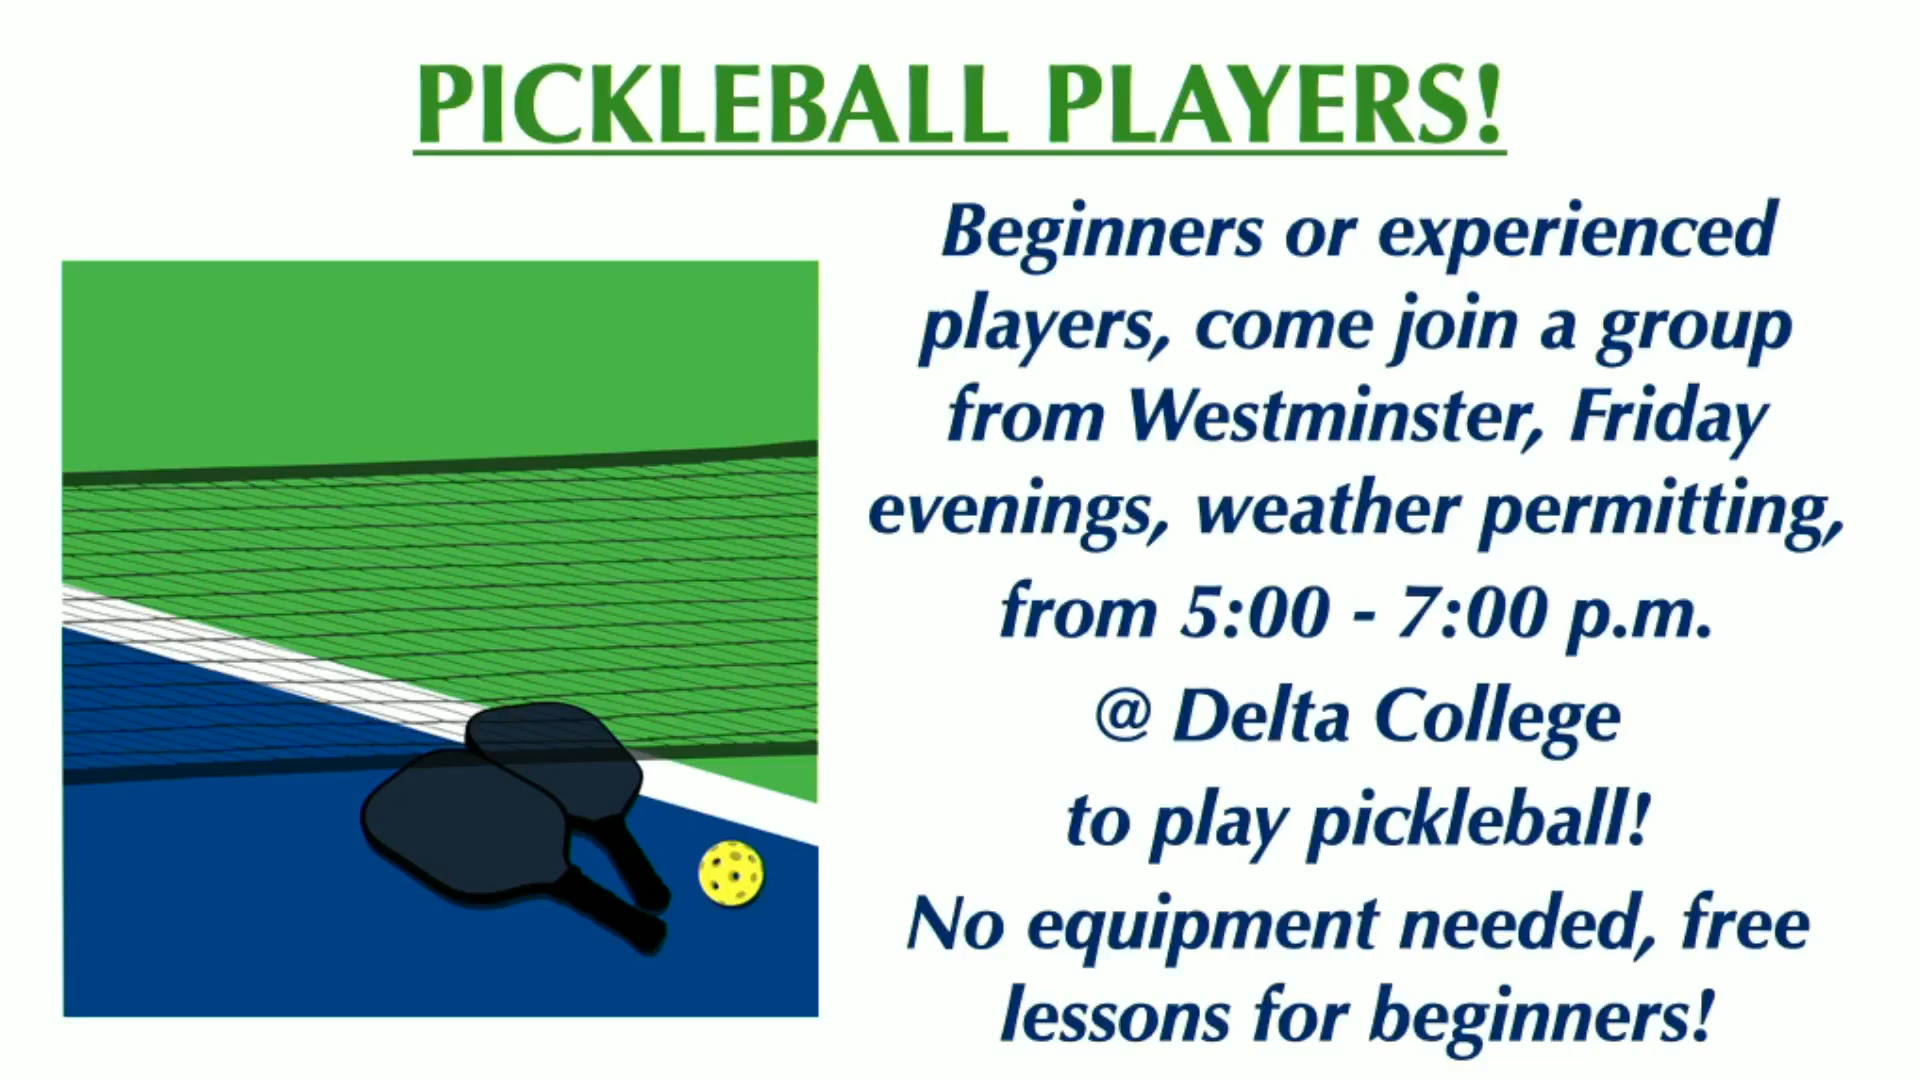 PICKLEBALL PLAYERS!
Beginners or experienced
players, come join a group
from Westminster, Friday
evenings, weather permitting,
from 5:00 - 7:00 p.m.
@ Delta College
to play pickleball!
No equipment needed, free
lessons for beginners!